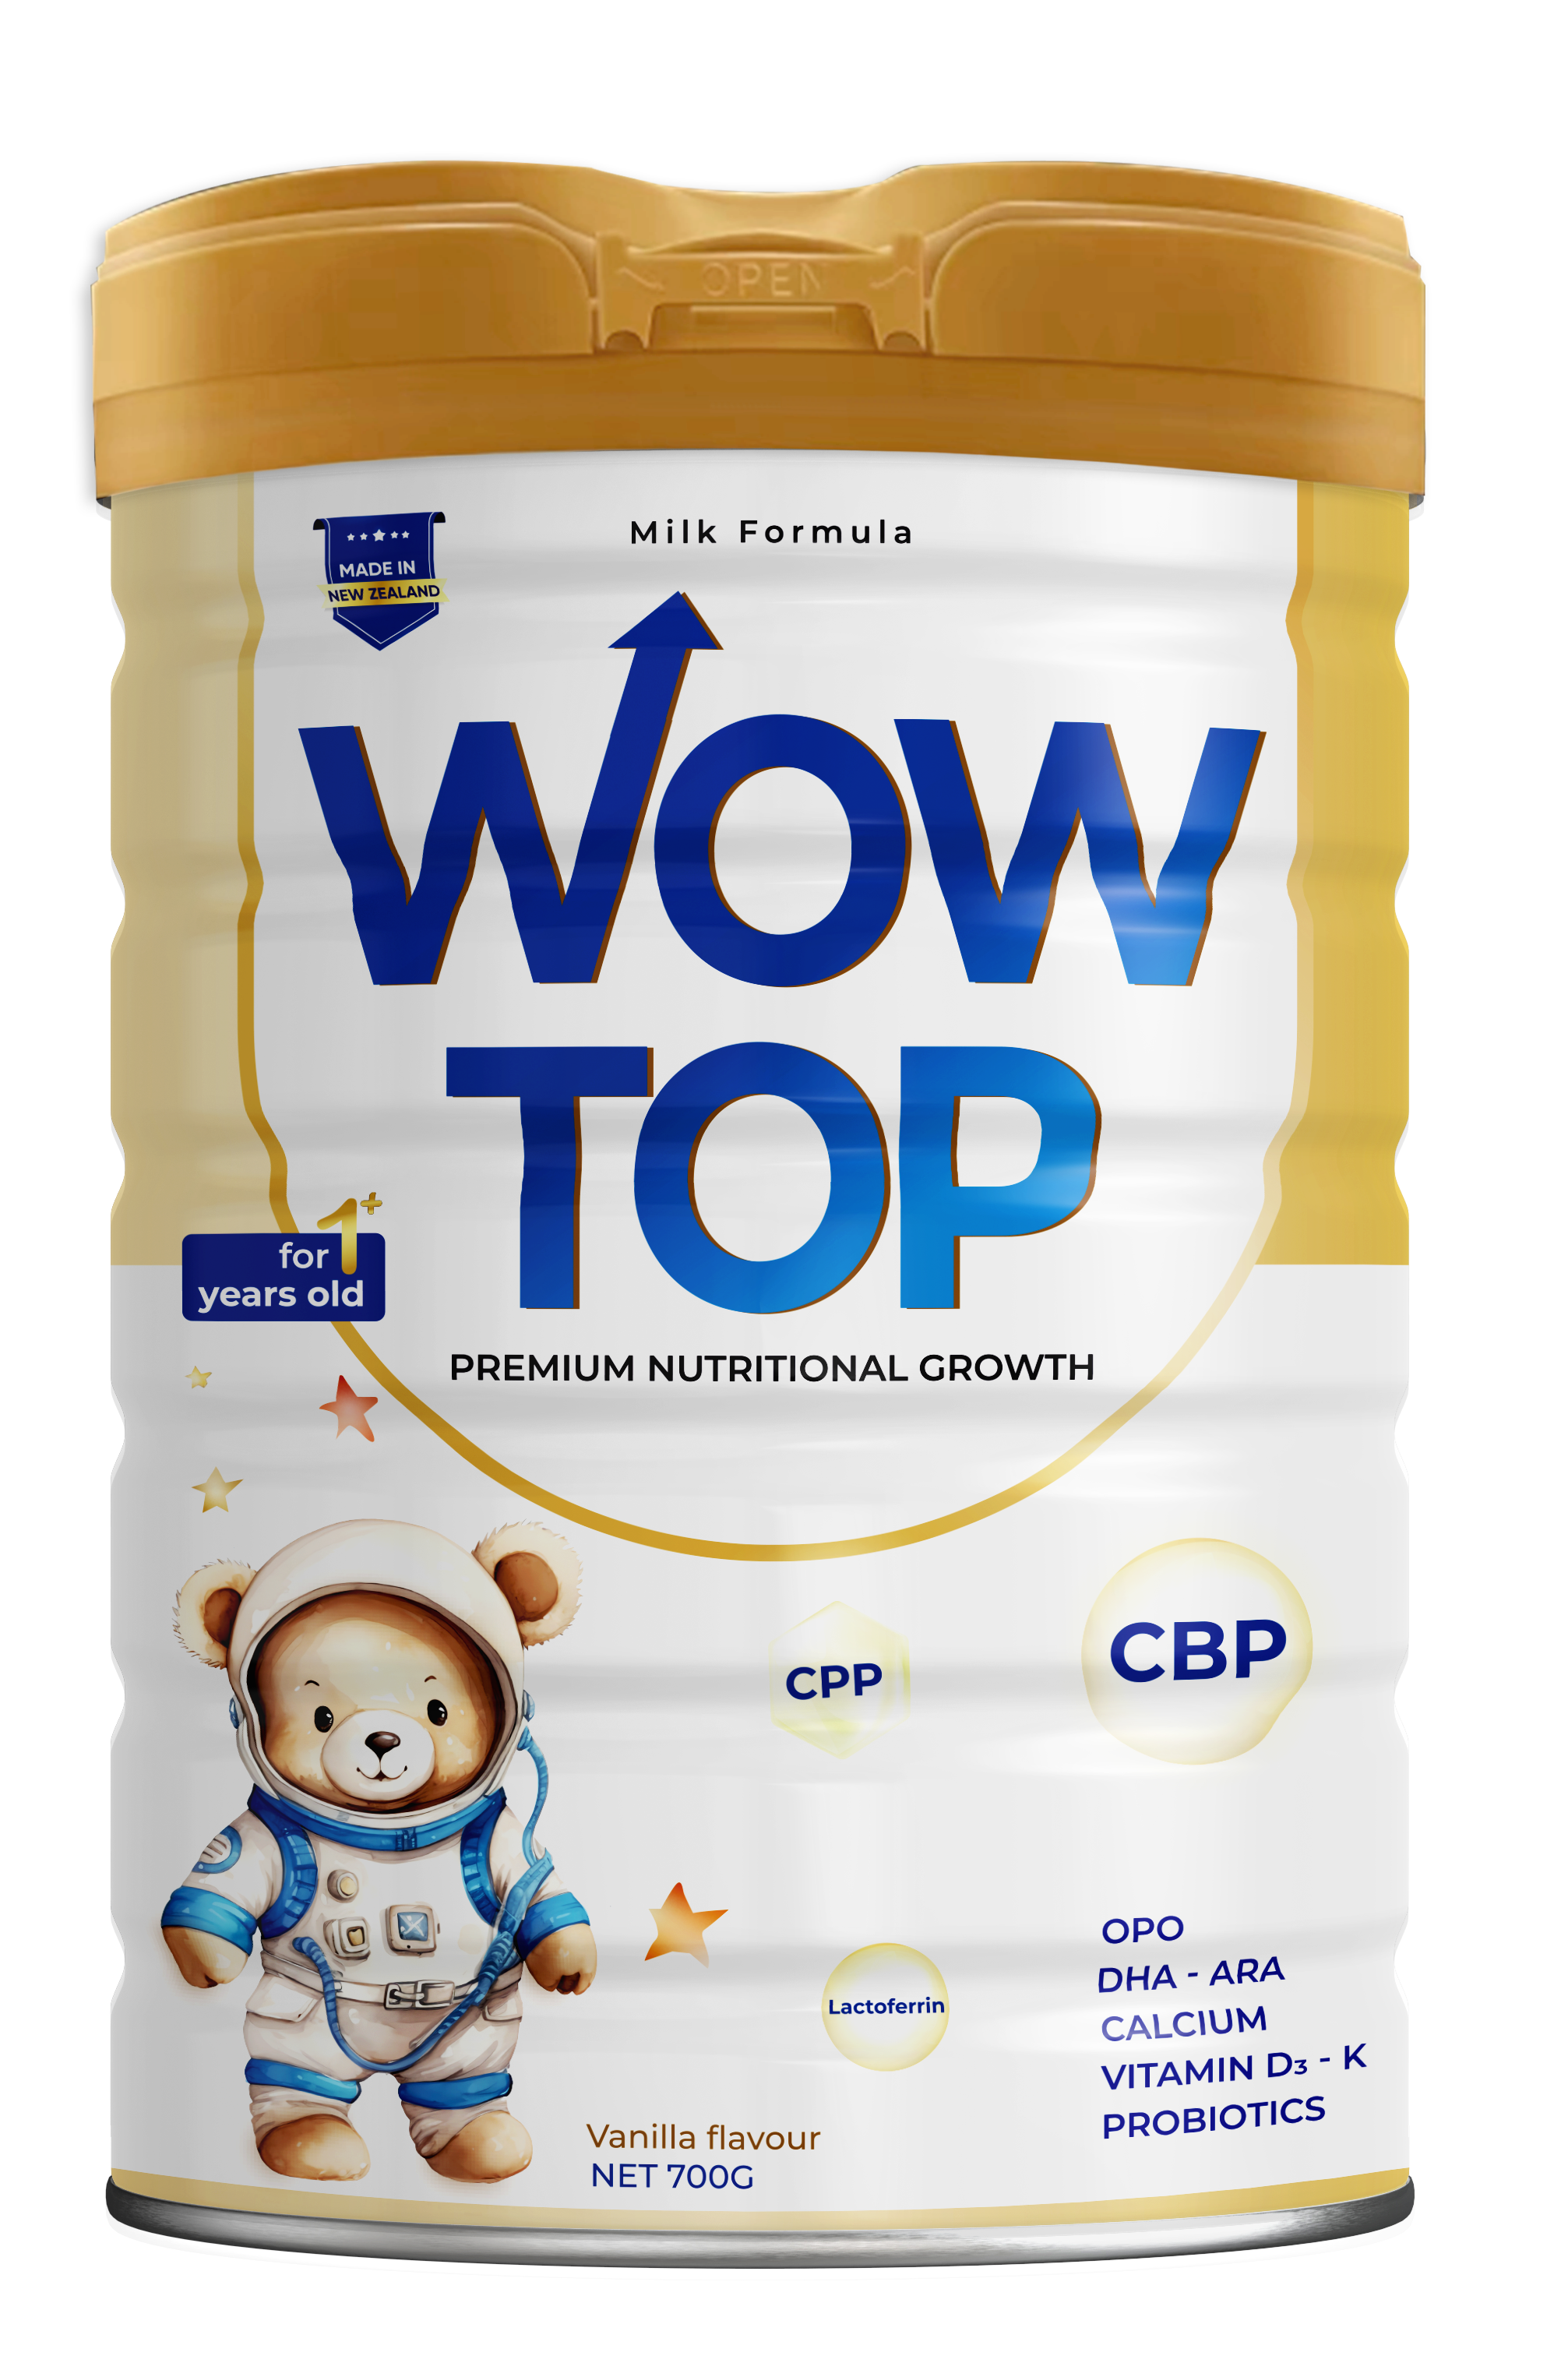 OPEN
Milk Formula
MADE IN
NEW ZEALAND
WOW
TOP
for 1+
years old
PREMIUM NUTRITIONAL GROWTH
CPP
CBP
Lactoferrin
OPO
DHA - ARA
CALCIUM
VITAMIN D₃ - K
PROBIOTICS
Vanilla flavour
NET 700G